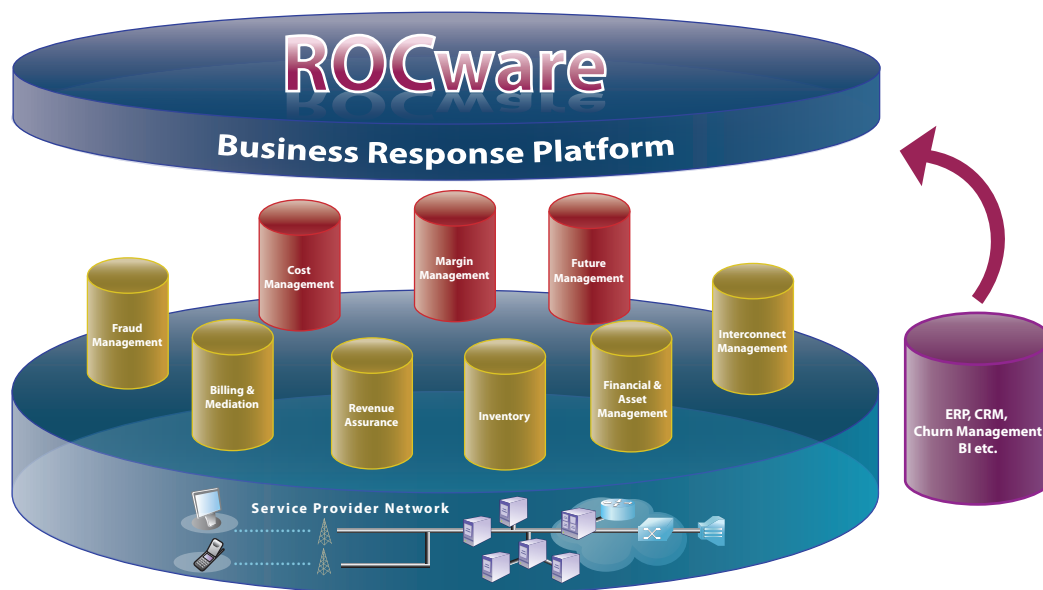 ROCware
Business Response Platform
Cost
Management
Margin
Management
Future
Management
Fraud
Management
Interconnect
Management
Billing &
Mediation
Revenue
Assurance
Inventory
Financial &
Asset
Management
ERP, CRM,
Churn Management
BI etc.
Service Provider Network